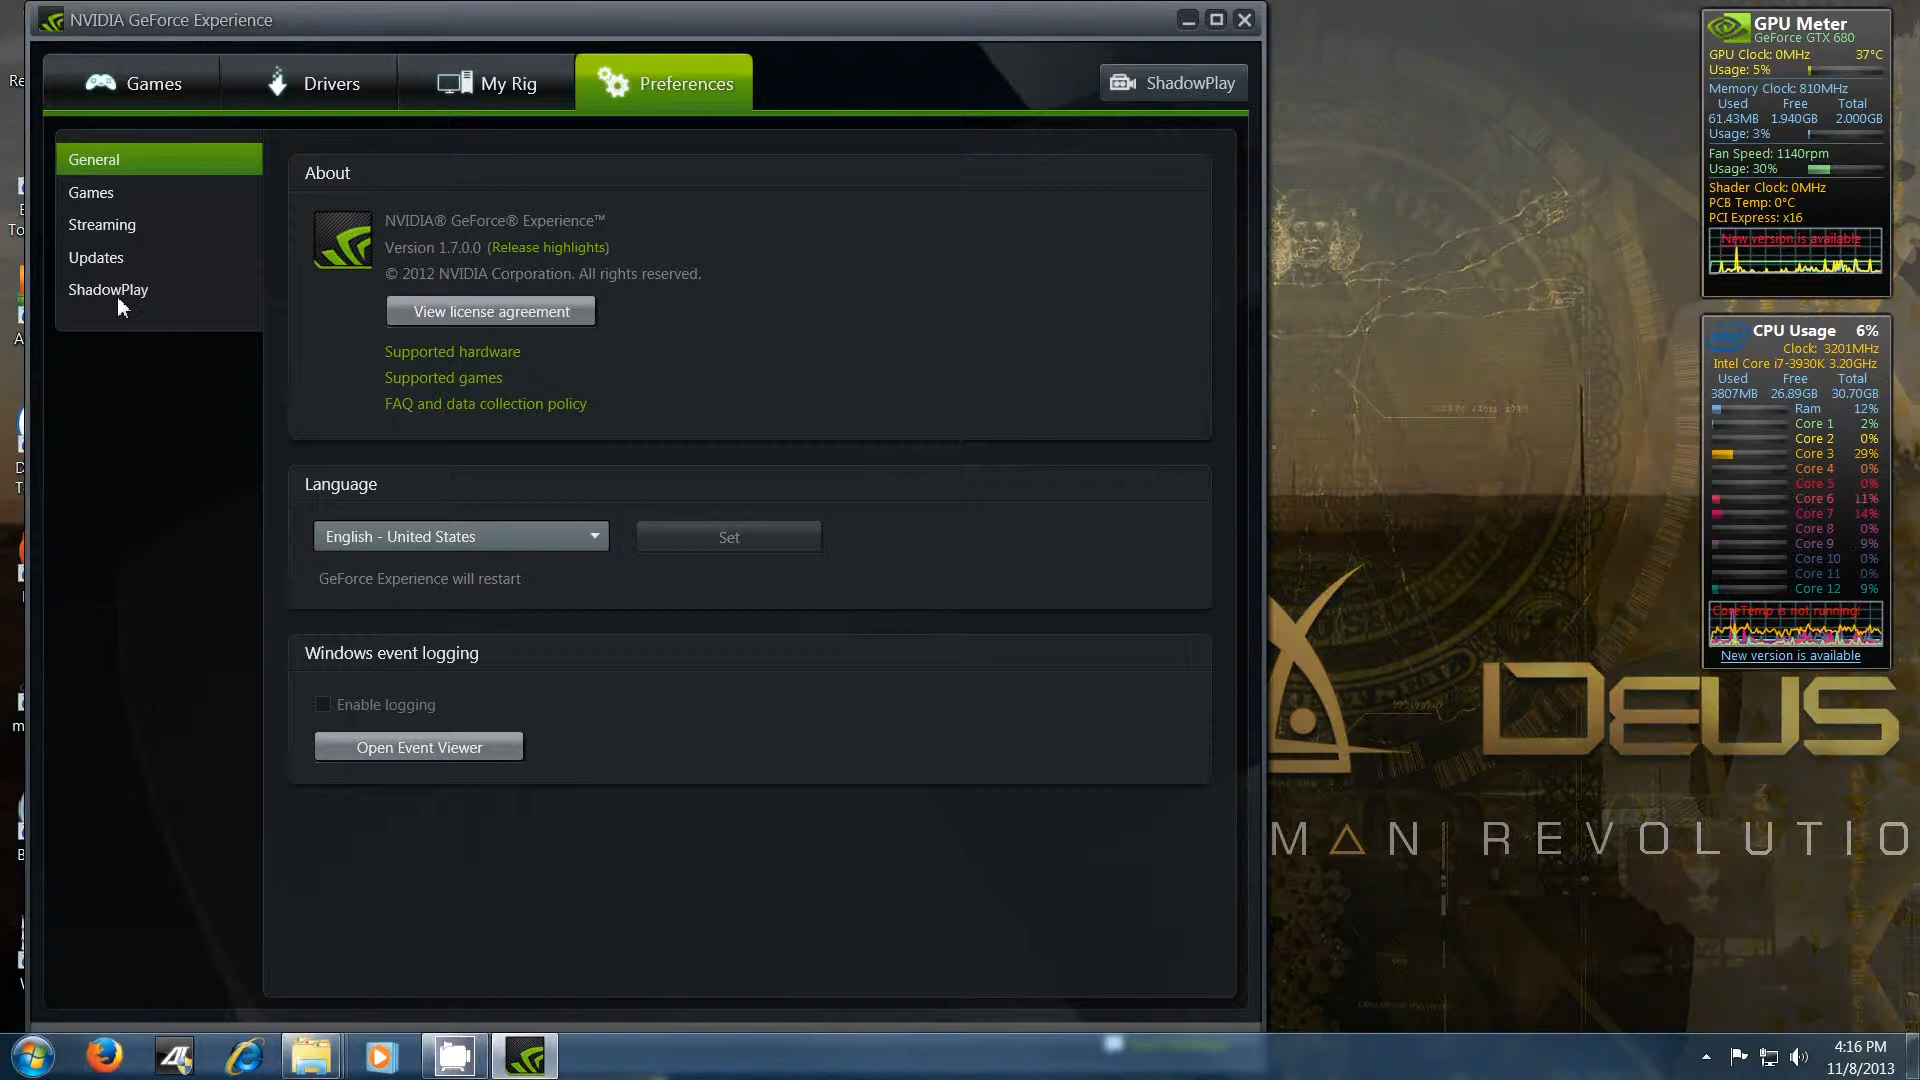 NVIDIA GeForce Experience
Games
Drivers
My Rig
Preferences
ShadowPlay
General
Games
Streaming
Updates
ShadowPlay
About
NVIDIA® GeForce® Experience™
Version 1.7.0.0 (Release highlights)
© 2012 NVIDIA Corporation. All rights reserved.
View license agreement
Supported hardware
Supported games
FAQ and data collection policy
Language
English - United States
Set
GeForce Experience will restart
Windows event logging
Enable logging
Open Event Viewer
GPU Meter
GeForce GTX 680
GPU Clock: 0MHz 37°C
Usage: 5%
Memory Clock: 810MHz
Used Free Total
61.43MB 1.940GB 2.000GB
Usage: 3%
Fan Speed: 1140rpm
Usage: 30%
Shader Clock: 0MHz
PCB Temp: 0°C
PCI Express: x16
New version is available
CPU Usage 6%
Clock: 3201MHz
Intel Core i7-3930K 3.20GHz
Used Free Total
3807MB 26.89GB 30.70GB
Ram 12%
Core 1 2%
Core 2 0%
Core 3 29%
Core 4 0%
Core 5 0%
Core 6 11%
Core 7 14%
Core 8 0%
Core 9 9%
Core 10 0%
Core 11 0%
Core 12 9%
CoreTemp is not running!
New version is available
DEUS
MAN REVOLUTIO
4:16 PM
11/8/2013